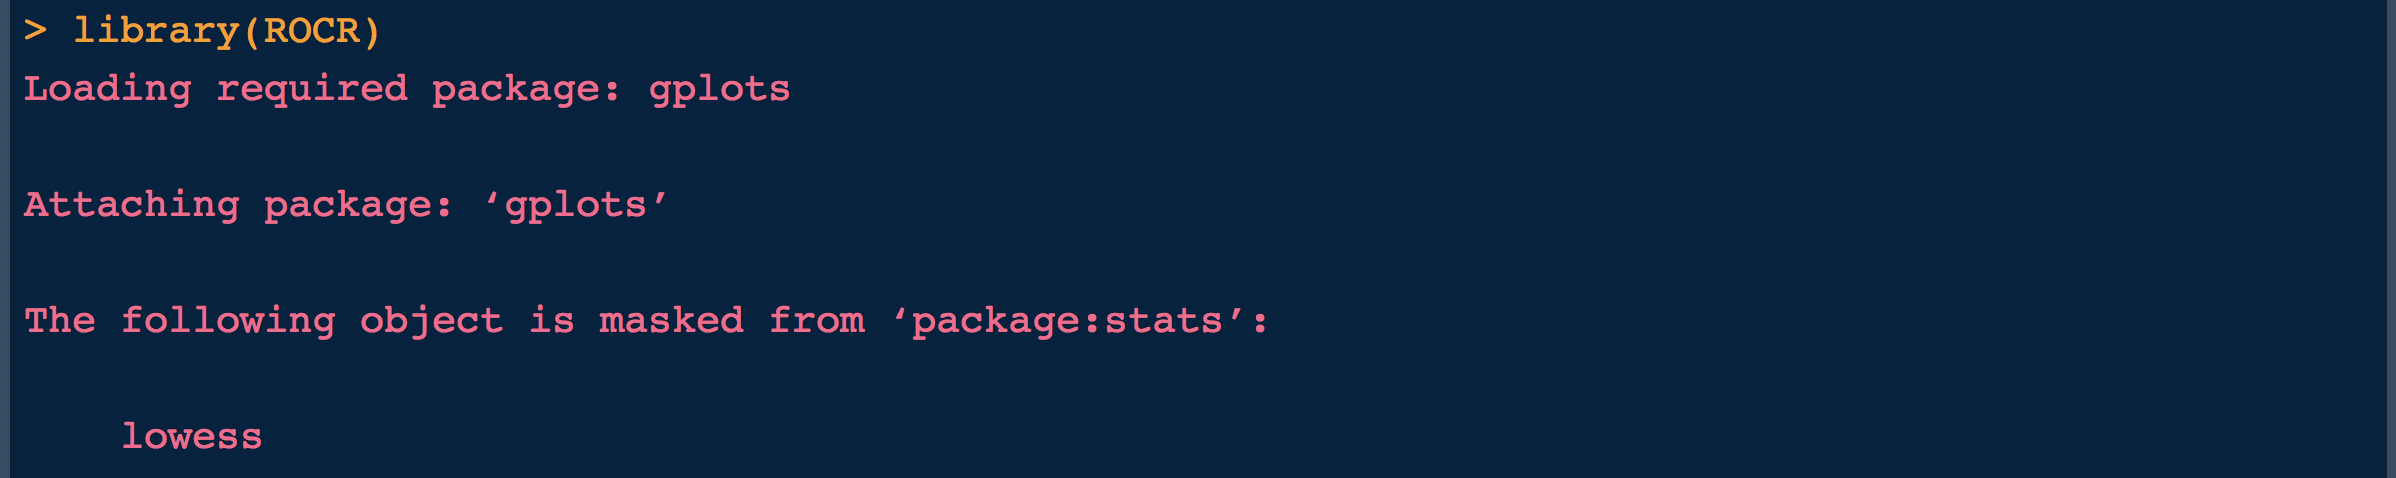 > library(ROCR)
Loading required package: gplots
Attaching package: ‘gplots’
The following object is masked from ‘package:stats’:
lowess